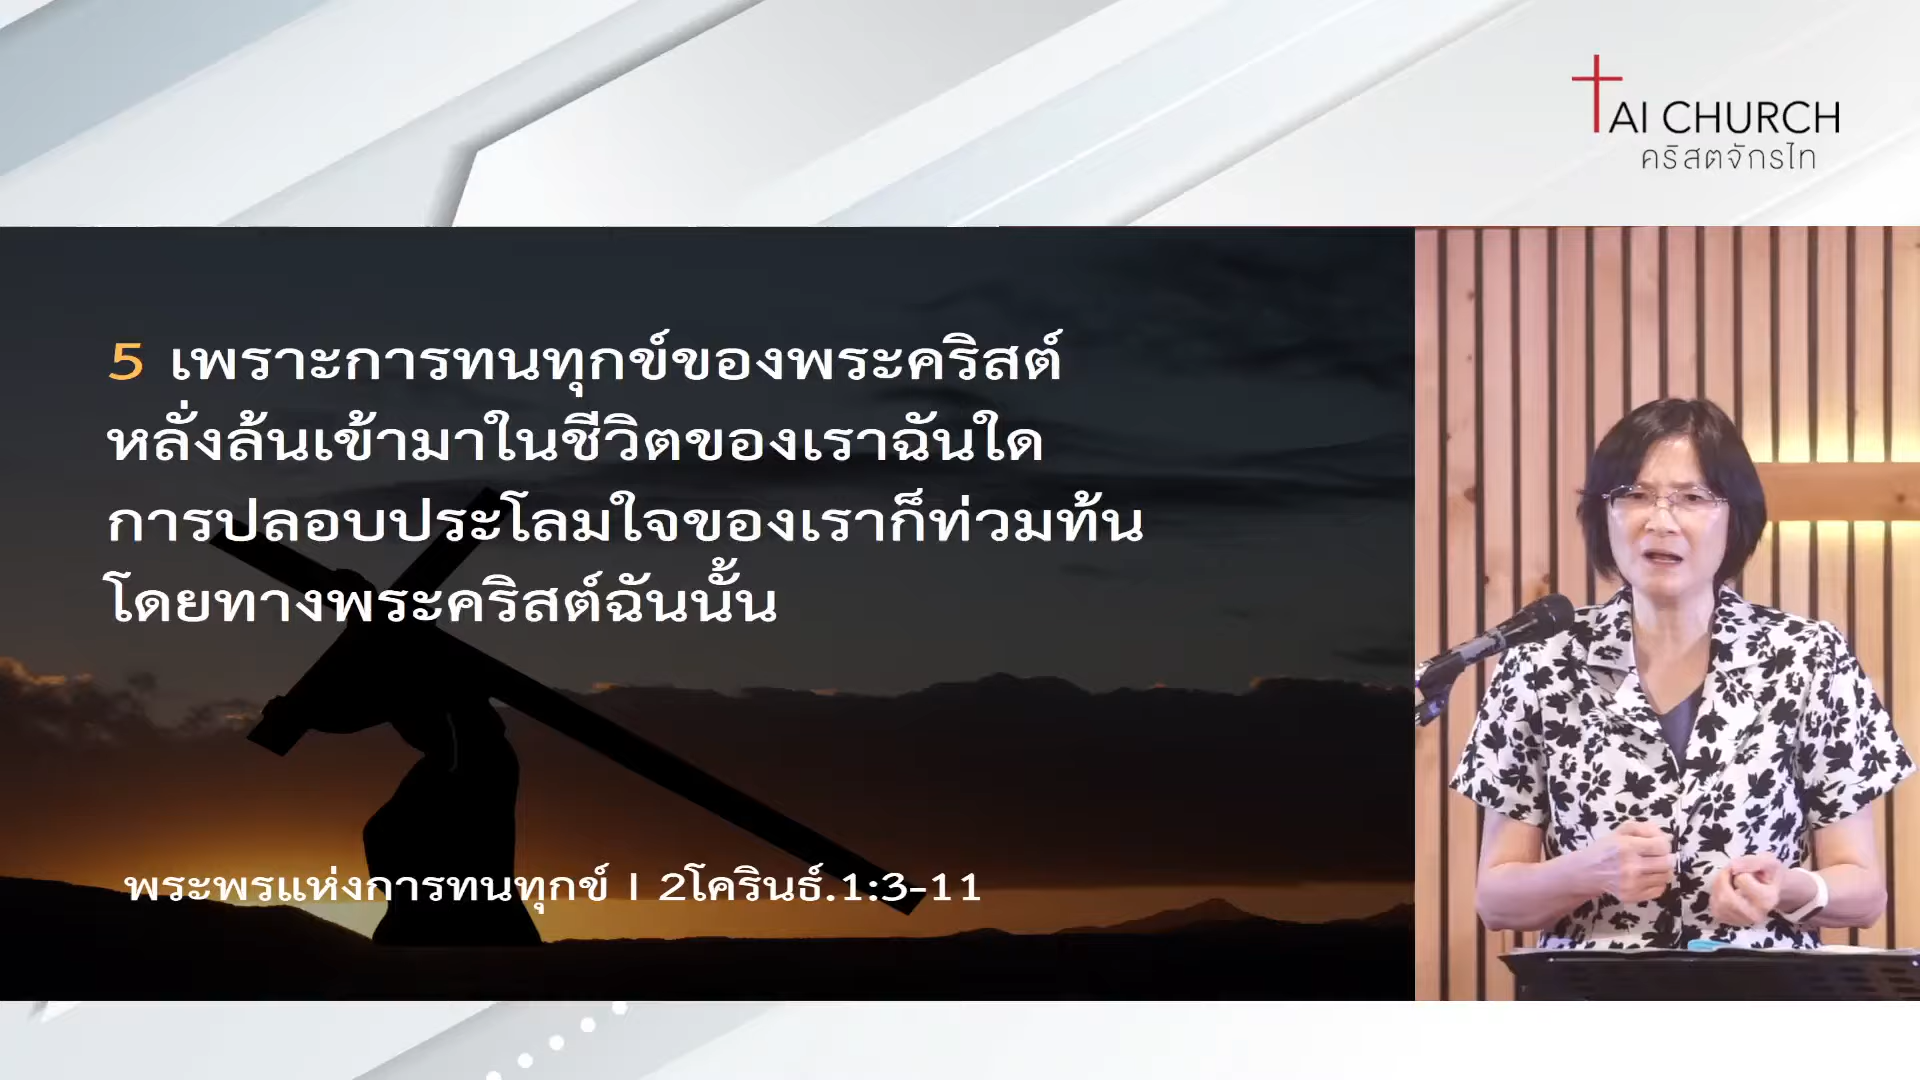 tAI CHURCH
คริสตจักรไท
5 เพราะการทนทุกข์ของพระคริสต์
หลั่งล้นเข้ามาในชีวิตของเราฉันใด
การปลอบประโลมใจของเราก็ท่วมท้น
โดยทางพระคริสต์ฉันนั้น
พระพรแห่งการทนทุกข์ | 2โครินธ์.1:3-11